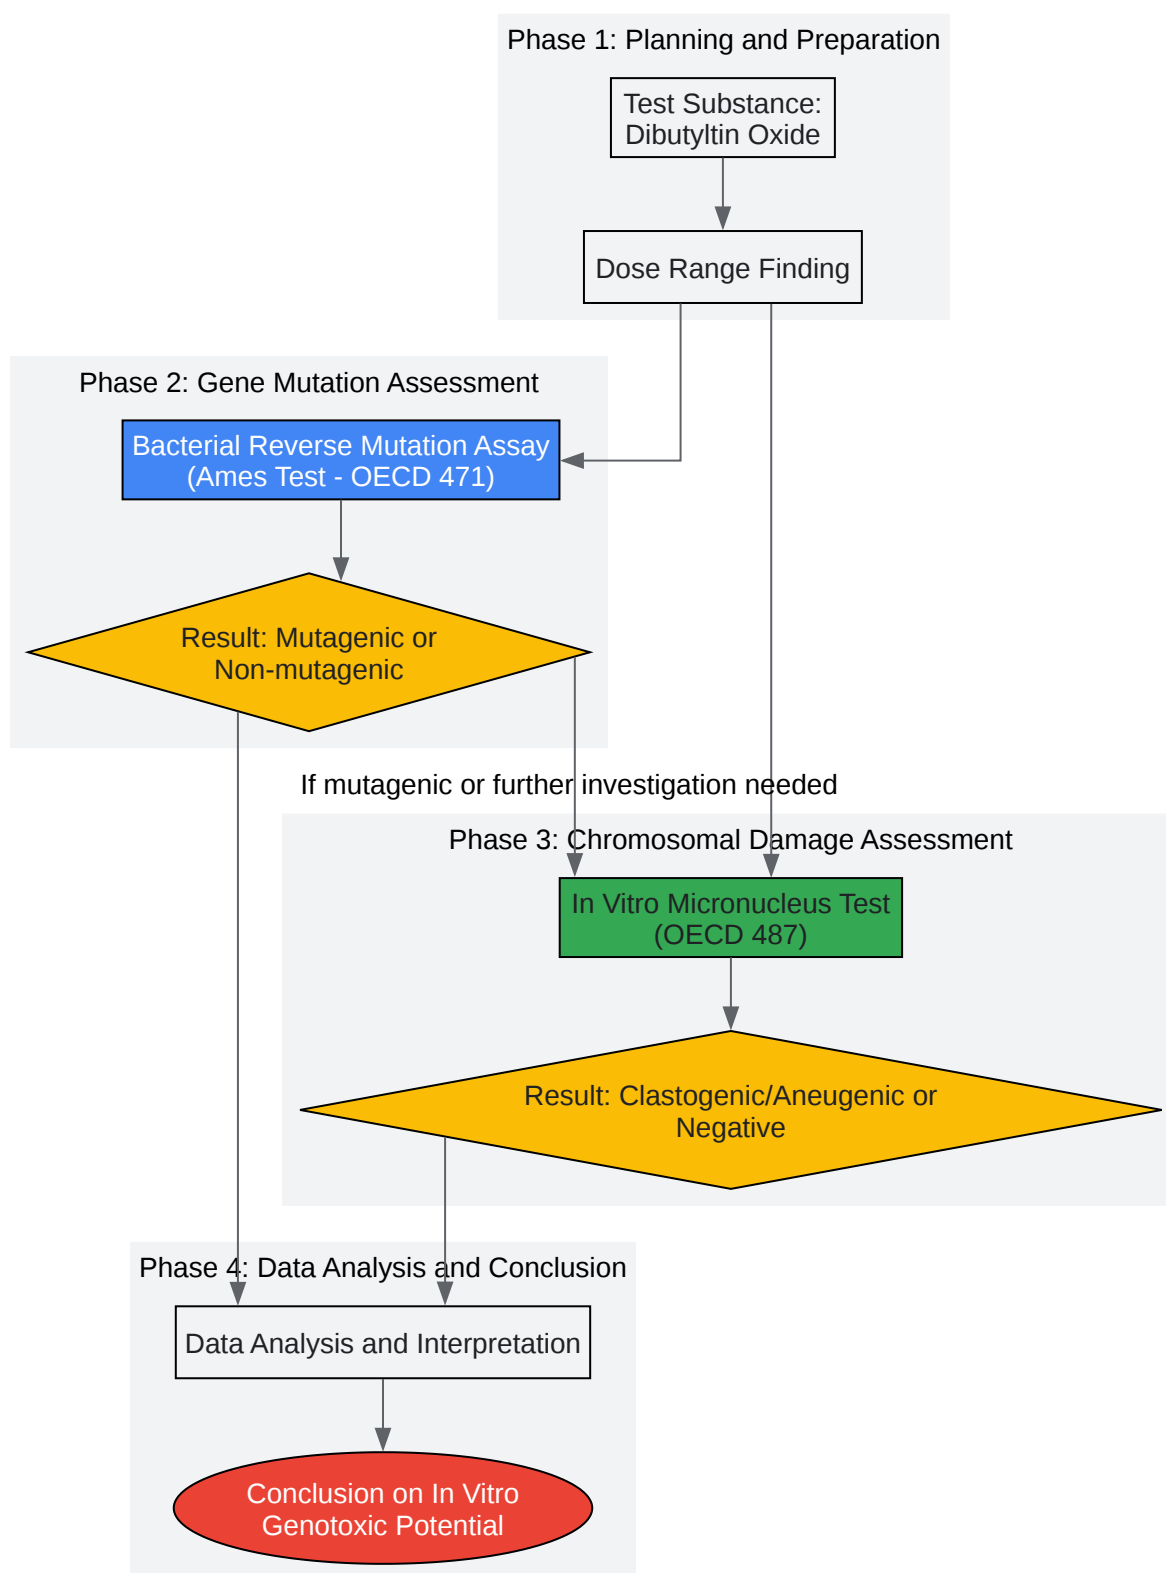 Phase 1: Planning and Preparation
Test Substance:
Dibutyltin Oxide
Dose Range Finding
Phase 2: Gene Mutation Assessment
Bacterial Reverse Mutation Assay
(Ames Test - OECD 471)
Result: Mutagenic or
Non-mutagenic
If mutagenic or further investigation needed
Phase 3: Chromosomal Damage Assessment
In Vitro Micronucleus Test
(OECD 487)
Result: Clastogenic/Aneugenic or
Negative
Phase 4: Data Analysis and Conclusion
Data Analysis and Interpretation
Conclusion on In Vitro
Genotoxic Potential